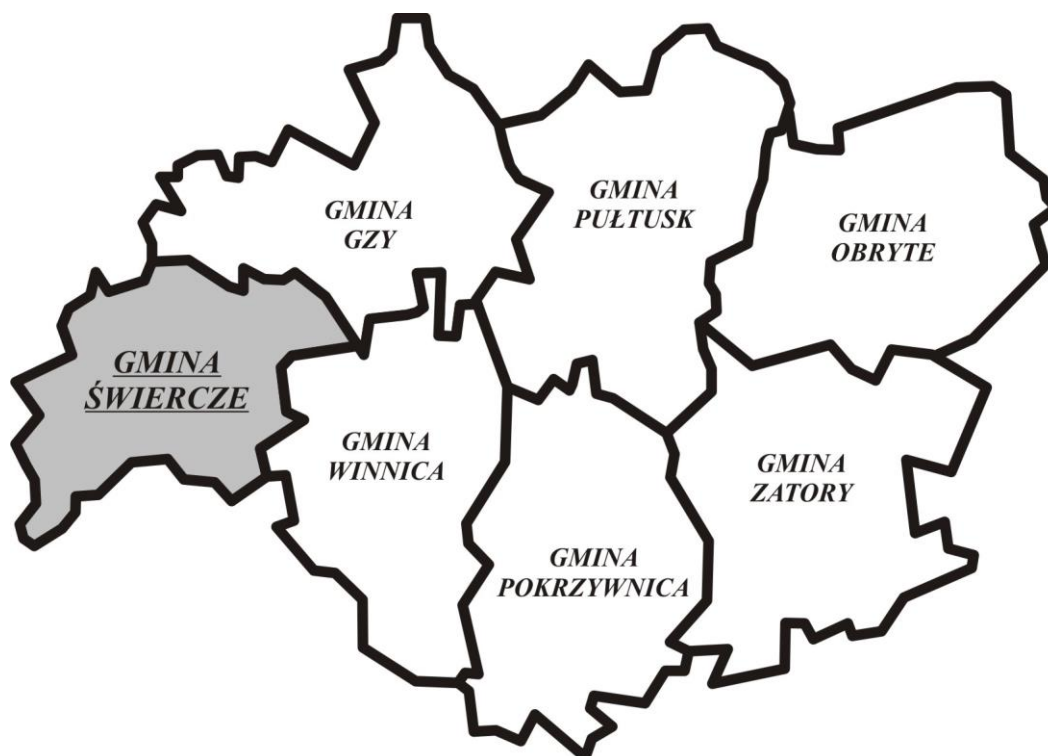 GMINA
GZY
GMINA
PUŁTUSK
GMINA
OBRYTE
GMINA
ŚWIERCZE
GMINA
WINNICA
GMINA
ZATORY
GMINA
POKRZYWNICA